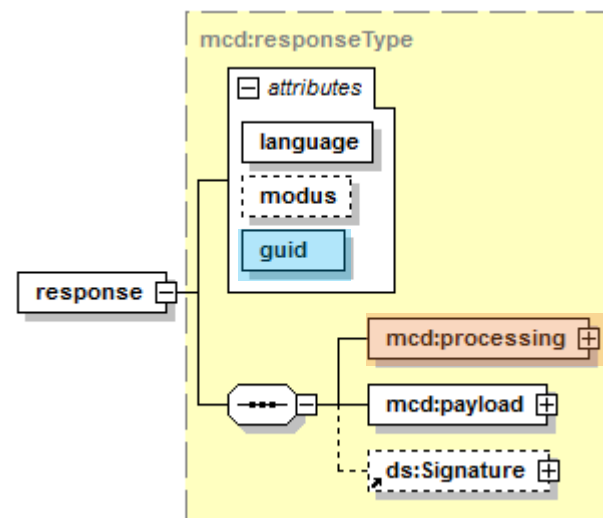 mcd:responseType
attributes
language
modus
guid
response
mcd:processing
mcd:payload
ds:Signature